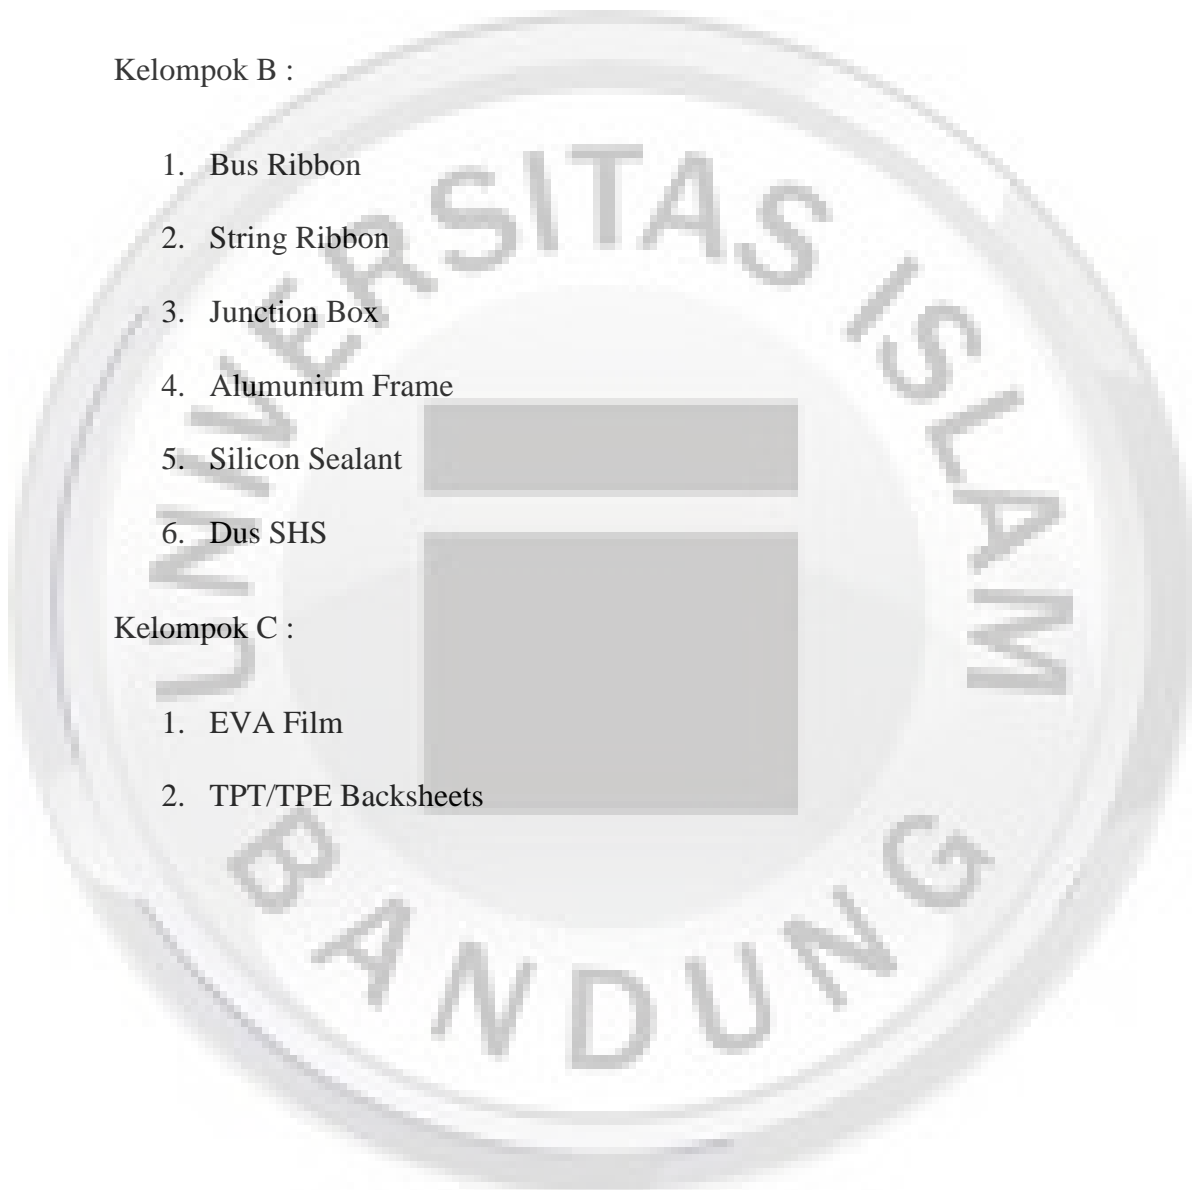 Kelompok B :
1. Bus Ribbon
2. String Ribbon
3. Junction Box
4. Alumunium Frame
5. Silicon Sealant
6. Dus SHS
Kelompok C :
1. EVA Film
2. TPT/TPE Backsheets
UNIVERSITAS ISLAM
BANDUNG